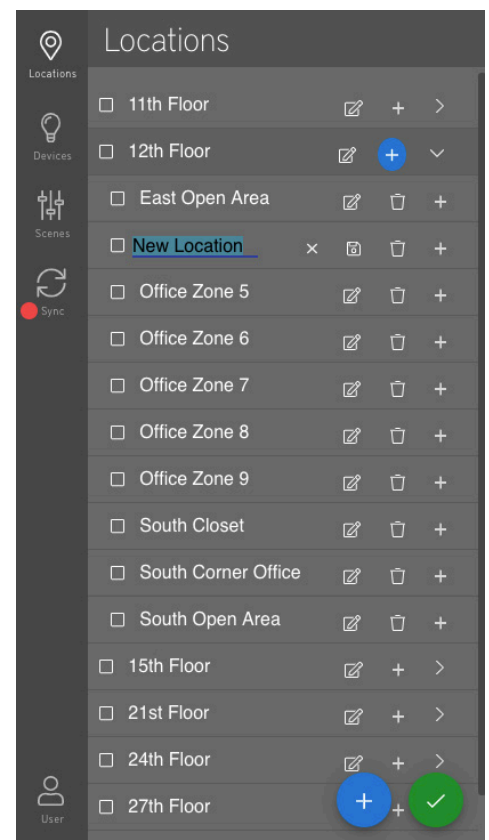 Locations
Locations
Devices
Scenes
Sync
User
11th Floor
12th Floor
East Open Area
New Location
Office Zone 5
Office Zone 6
Office Zone 7
Office Zone 8
Office Zone 9
South Closet
South Corner Office
South Open Area
15th Floor
21st Floor
24th Floor
27th Floor